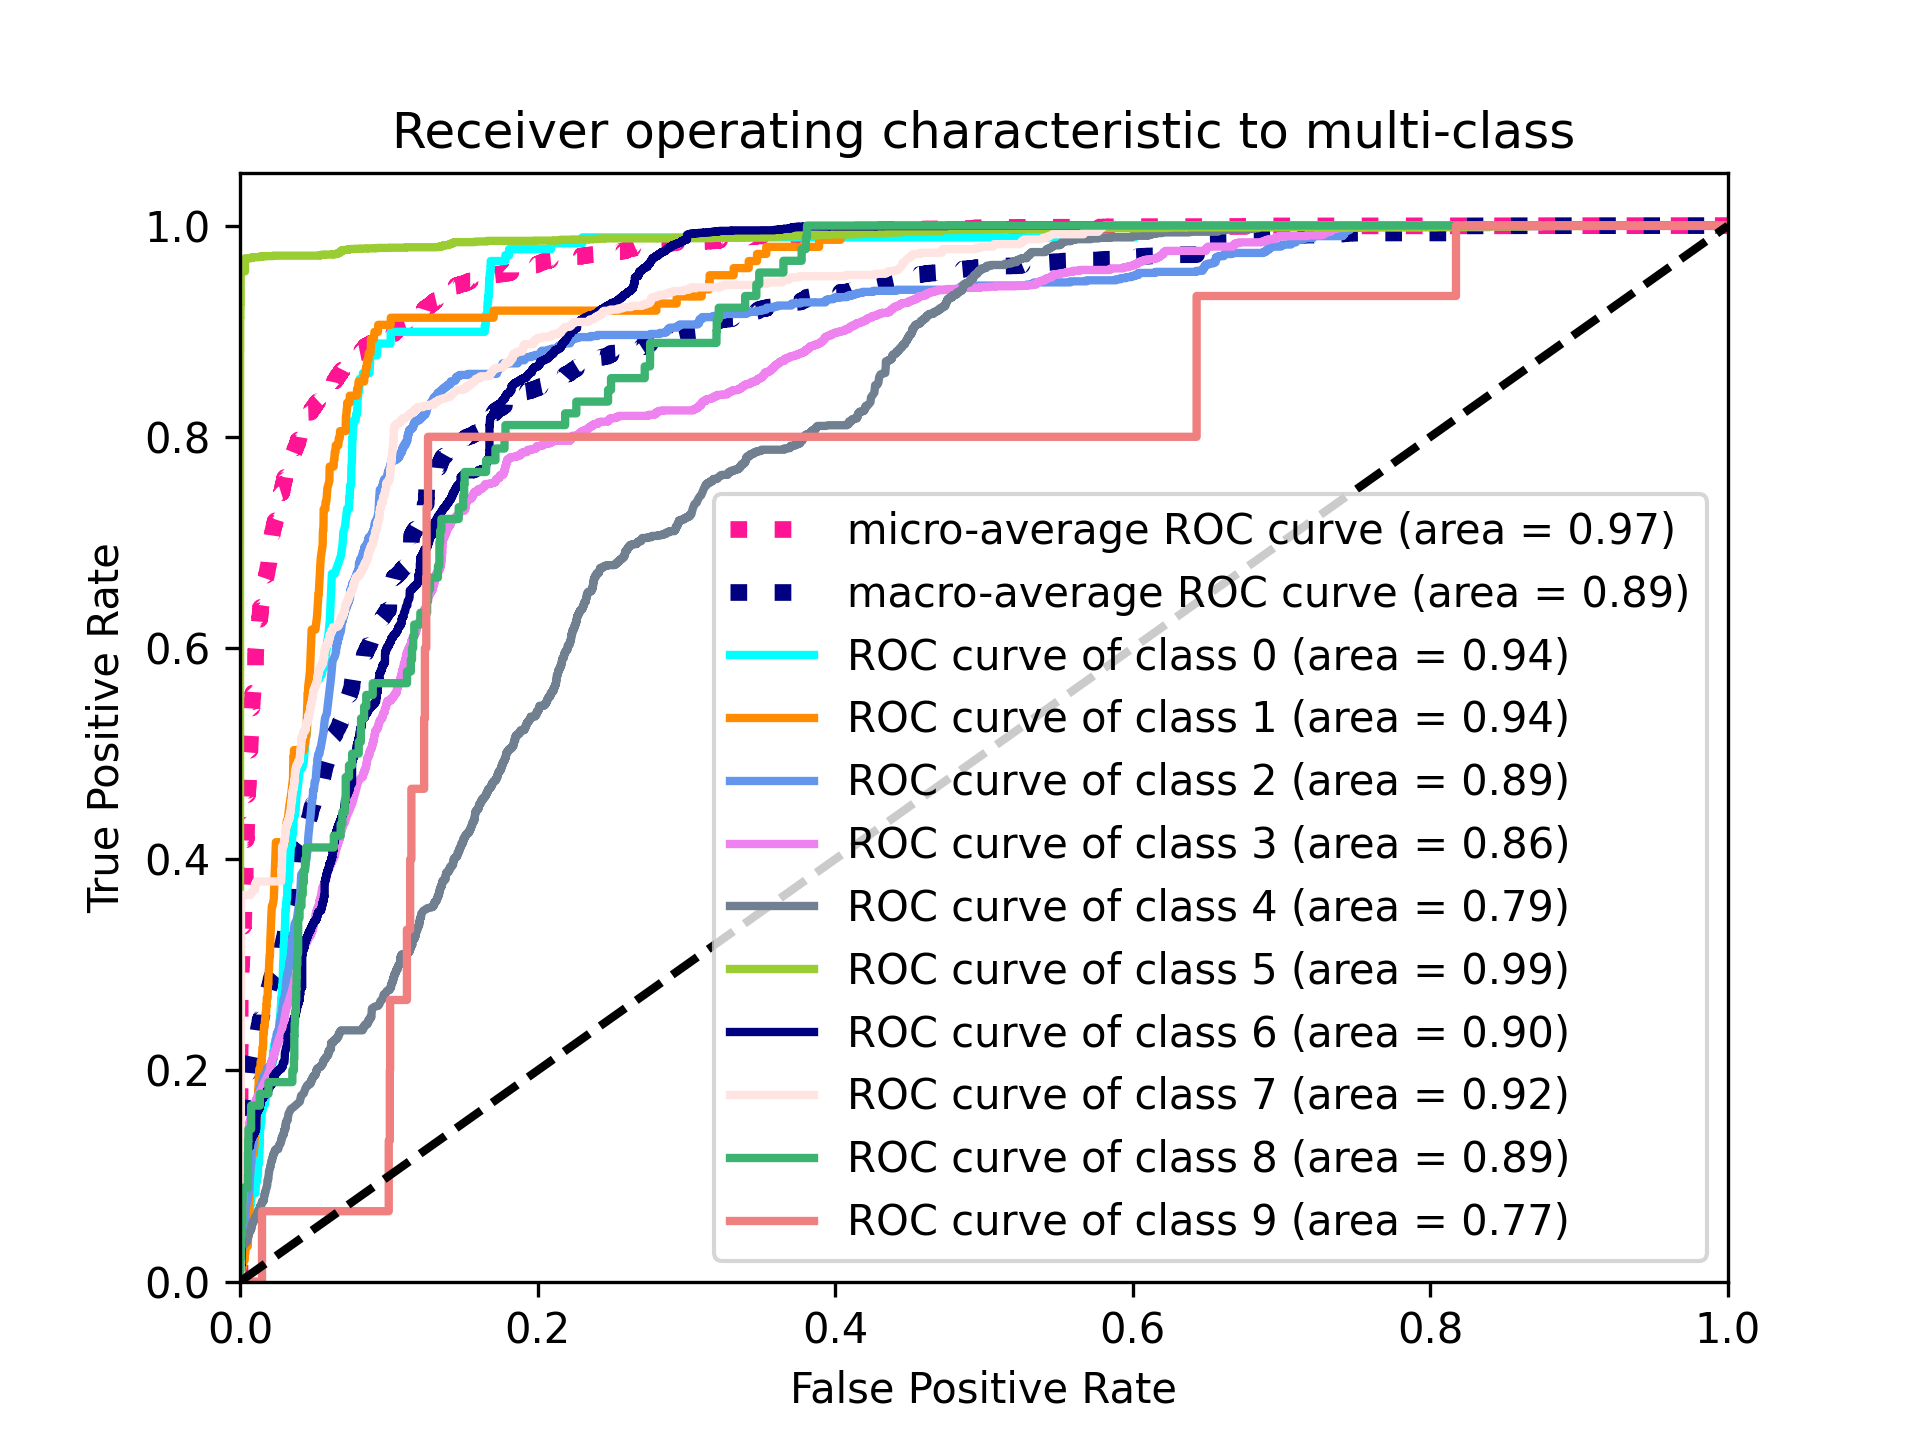 Receiver operating characteristic to multi-class
1.0
0.8
0.6
0.4
0.2
0.0
True Positive Rate
micro-average ROC curve (area = 0.97)
macro-average ROC curve (area = 0.89)
ROC curve of class 0 (area = 0.94)
ROC curve of class 1 (area = 0.94)
ROC curve of class 2 (area = 0.89)
ROC curve of class 3 (area = 0.86)
ROC curve of class 4 (area = 0.79)
ROC curve of class 5 (area = 0.99)
ROC curve of class 6 (area = 0.90)
ROC curve of class 7 (area = 0.92)
ROC curve of class 8 (area = 0.89)
ROC curve of class 9 (area = 0.77)
0.0 0.2 0.4 0.6 0.8 1.0
False Positive Rate